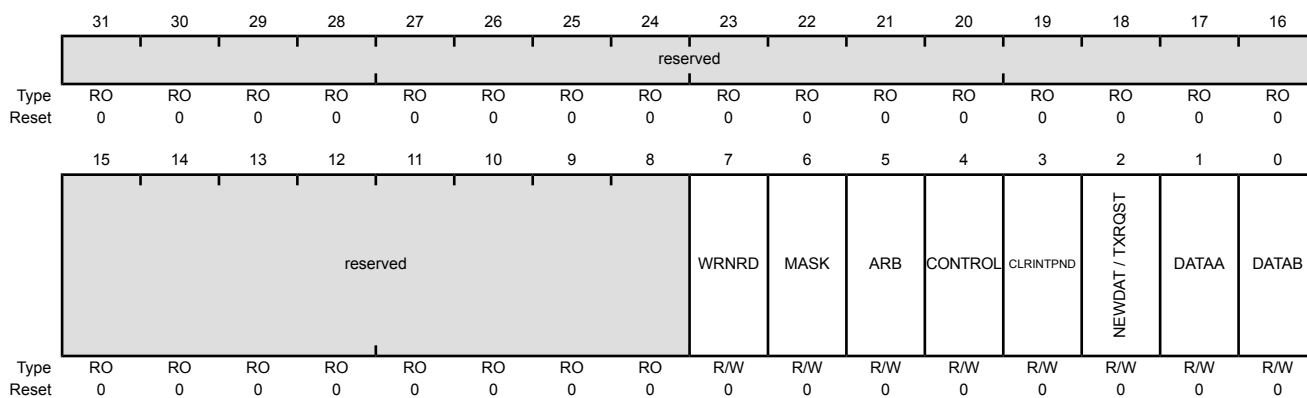 31 30 29 28 27 26 25 24 23 22 21 20 19 18 17 16
reserved
Type RO RO RO RO RO RO RO RO RO RO RO RO RO RO RO RO
Reset 0 0 0 0 0 0 0 0 0 0 0 0 0 0 0 0
15 14 13 12 11 10 9 8 7 6 5 4 3 2 1 0
reserved WRNRD MASK ARB CONTROL CLRINTPND NEWDAT / TXRQST DATAA DATAB
Type RO RO RO RO RO RO RO RO R/W R/W R/W R/W R/W R/W R/W R/W
Reset 0 0 0 0 0 0 0 0 0 0 0 0 0 0 0 0